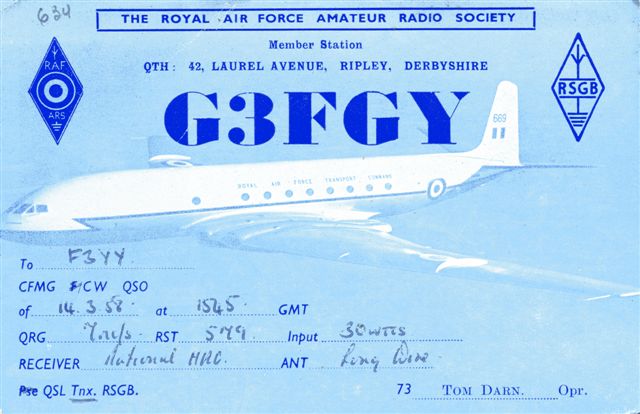 634
THE ROYAL AIR FORCE AMATEUR RADIO SOCIETY
Member Station
QTH: 42, LAUREL AVENUE, RIPLEY, DERBYSHIRE
RAF
ARS
G3FGY
RSGB
669
ROYAL AIR FORCE TRANSPORT COMMAND
To F3YY
CFMG CW QSO
of 14.3.58 at 1545 GMT
QRG 7 mc/s RST 579 Input 30 watts
RECEIVER National HRO. ANT Long Wire
Pse QSL Tnx. RSGB. 73 TOM DARN. Opr.